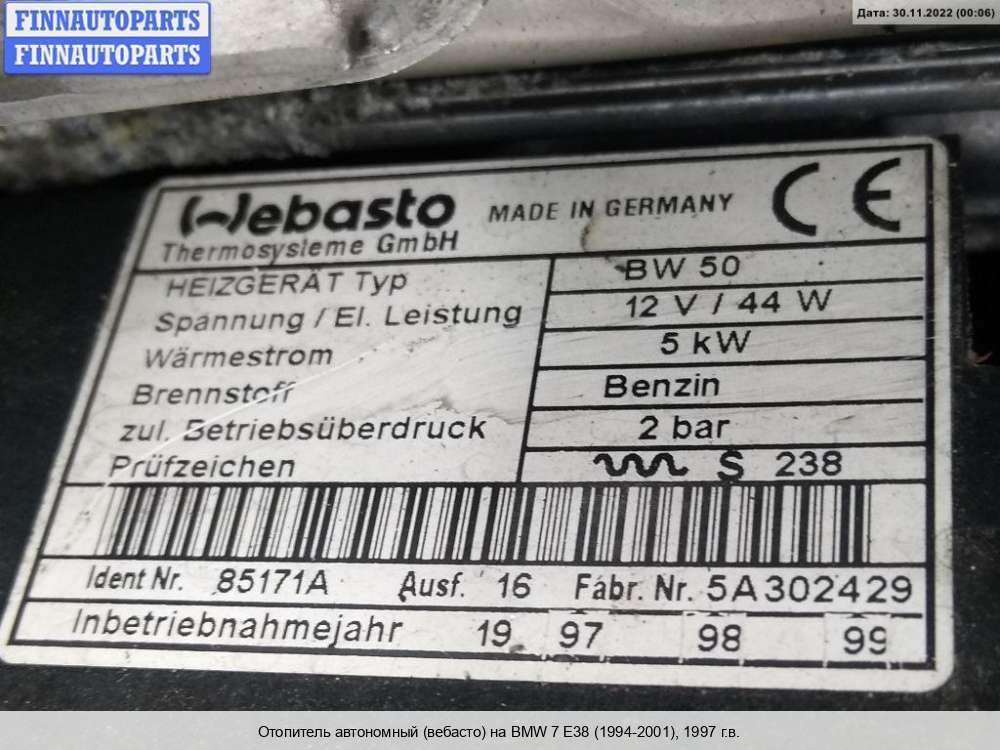 FINNAUTOPARTS
FINNAUTOPARTS
Дата: 30.11.2022 (00:06)
Webasto MADE IN GERMANY CE
Thermosysteme GmbH
HEIZGERÄT Typ BW 50
Spannung / El. Leistung 12 V / 44 W
Wärmestrom 5 kW
Brennstoff Benzin
zul. Betriebsüberdruck 2 bar
Prüfzeichen S 238
Ident Nr. 85171A Ausf. 16 Fabr. Nr. 5A302429
Inbetriebnahmejahr 19 97 98 99
Отопитель автономный (вебасто) на BMW 7 E38 (1994-2001), 1997 г.в.